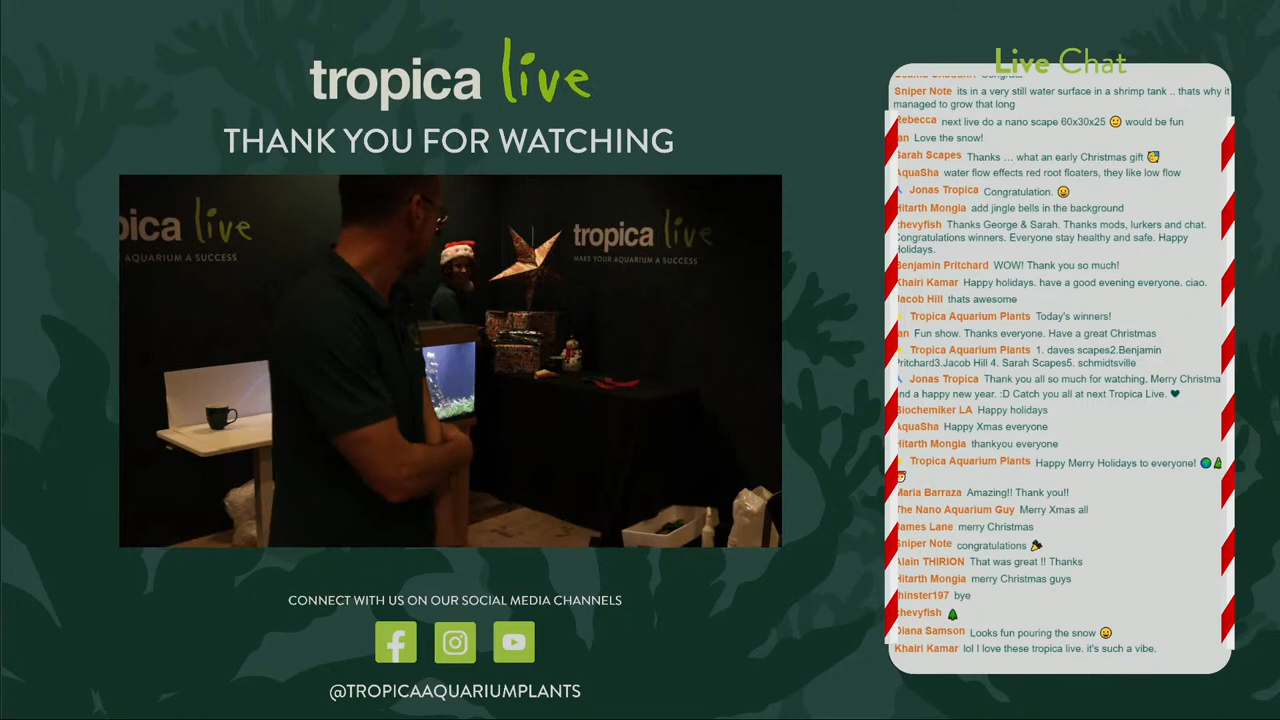 tropica live
THANK YOU FOR WATCHING
pica live
AQUARIUM A SUCCESS
tropica live
MAKE YOUR AQUARIUM A SUCCESS
CONNECT WITH US ON OUR SOCIAL MEDIA CHANNELS
@TROPICAAQUARIUMPLANTS
Live Chat
Sniper Note its in a very still water surface in a shrimp tank .. thats why it
managed to grow that long
Rebecca next live do a nano scape 60x30x25 😀 would be fun
an Love the snow!
Sarah Scapes Thanks … what an early Christmas gift
AquaSha water flow effects red root floaters, they like low flow
Jonas Tropica Congratulation. 😀
Hitarth Mongia add jingle bells in the background
chevyfish Thanks George & Sarah. Thanks mods, lurkers and chat.
Congratulations winners. Everyone stay healthy and safe. Happy
Holidays.
Benjamin Pritchard WOW! Thank you so much!
Khairi Kamar Happy holidays. have a good evening everyone. ciao.
Jacob Hill thats awesome
Tropica Aquarium Plants Today's winners!
an Fun show. Thanks everyone. Have a great Christmas
Tropica Aquarium Plants 1. daves scapes2.Benjamin
Pritchard3.Jacob Hill 4. Sarah Scapes5. schmidtsville
Jonas Tropica Thank you all so much for watching. Merry Christma
and a happy new year. :D Catch you all at next Tropica Live. ♥
Biochemiker LA Happy holidays
AquaSha Happy Xmas everyone
Hitarth Mongia thankyou everyone
Tropica Aquarium Plants Happy Merry Holidays to everyone! 🌍🎄
Maria Barraza Amazing!! Thank you!!
The Nano Aquarium Guy Merry Xmas all
James Lane merry Christmas
Sniper Note congratulations 🎉
Alain THIRION That was great !! Thanks
Hitarth Mongia merry Christmas guys
hinster197 bye
chevyfish 🌲
Diana Samson Looks fun pouring the snow 😀
Khairi Kamar lol I love these tropica live. it's such a vibe.